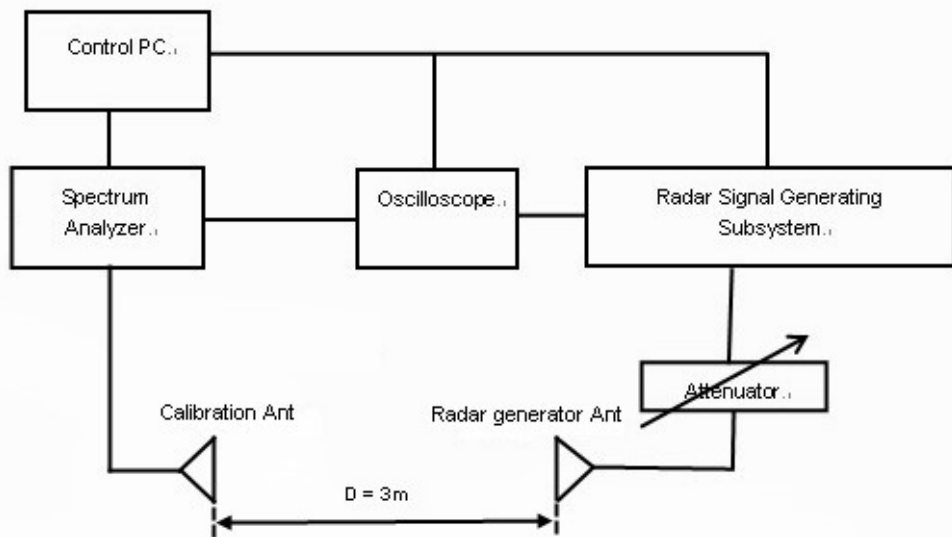 Control PC.
Spectrum
Analyzer.
Oscilloscope.
Radar Signal Generating
Subsystem.
Attenuator.
Calibration Ant
Radar generator Ant
D = 3m